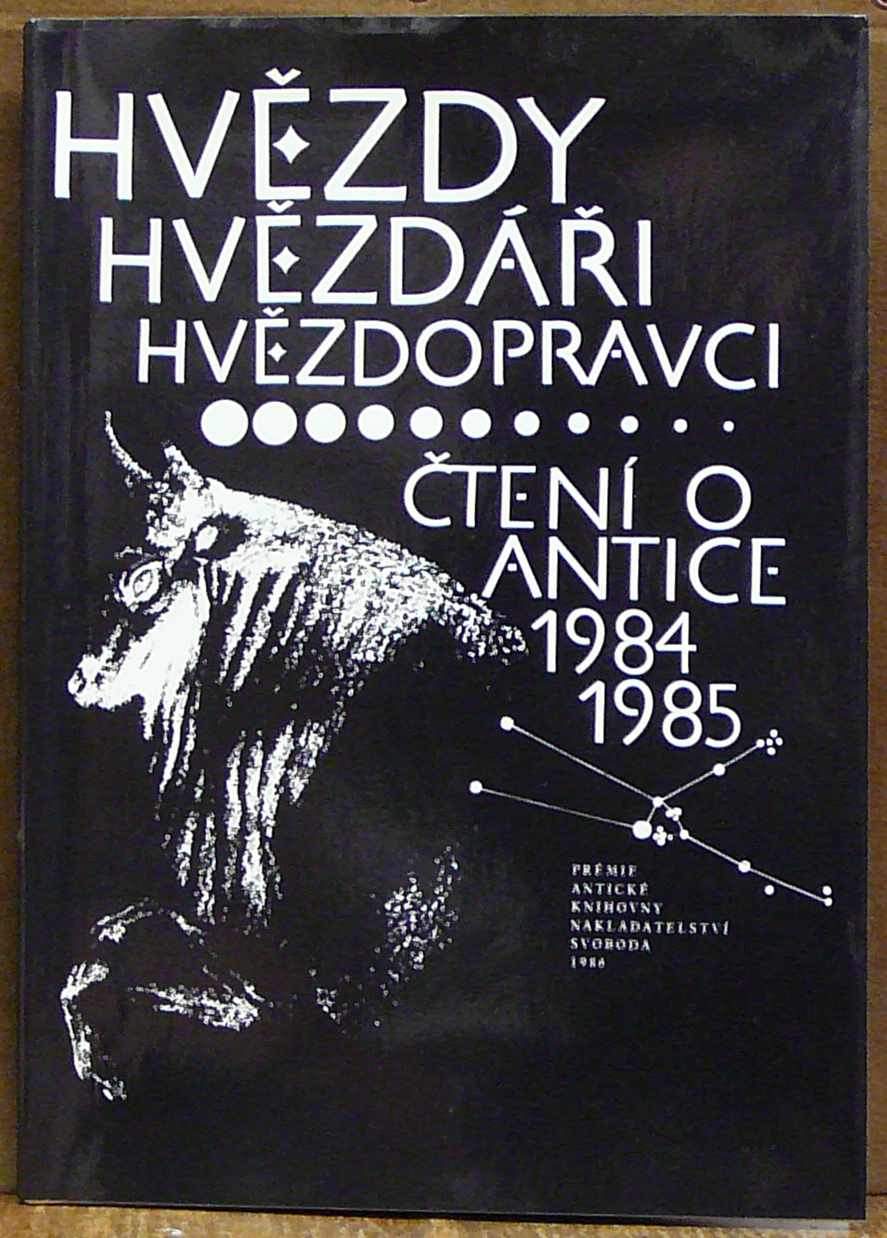 HVĚZDY
HVĚZDÁŘI
HVĚZDOPRAVCI
ČTENÍ O
ANTICE
1984
1985
PRÉMIE
ANTICKÉ
KNIHOVNY
NAKLADATELSTVÍ
SVOBODA
1986